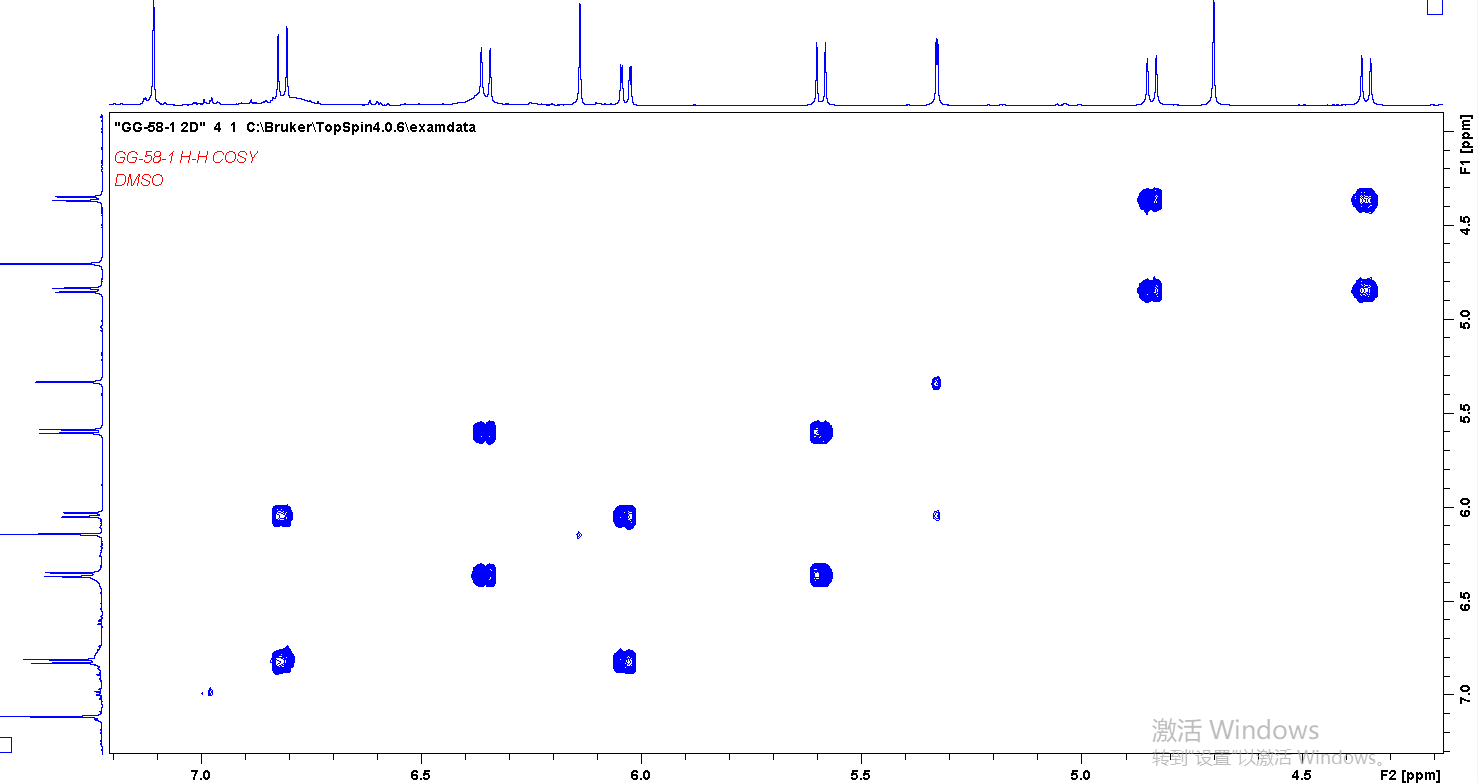 "GG-58-1 2D" 4 1 C:\Bruker\TopSpin4.0.6\examdata
GG-58-1 H-H COSY
DMSO
F1 [ppm]
4.5
5.0
5.5
6.0
6.5
7.0
激活 Windows
转到"设置"以激活 Windows。
7.0 6.5 6.0 5.5 5.0 4.5 F2 [ppm]